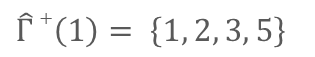 Γ̂⁺(1) = {1, 2, 3, 5}